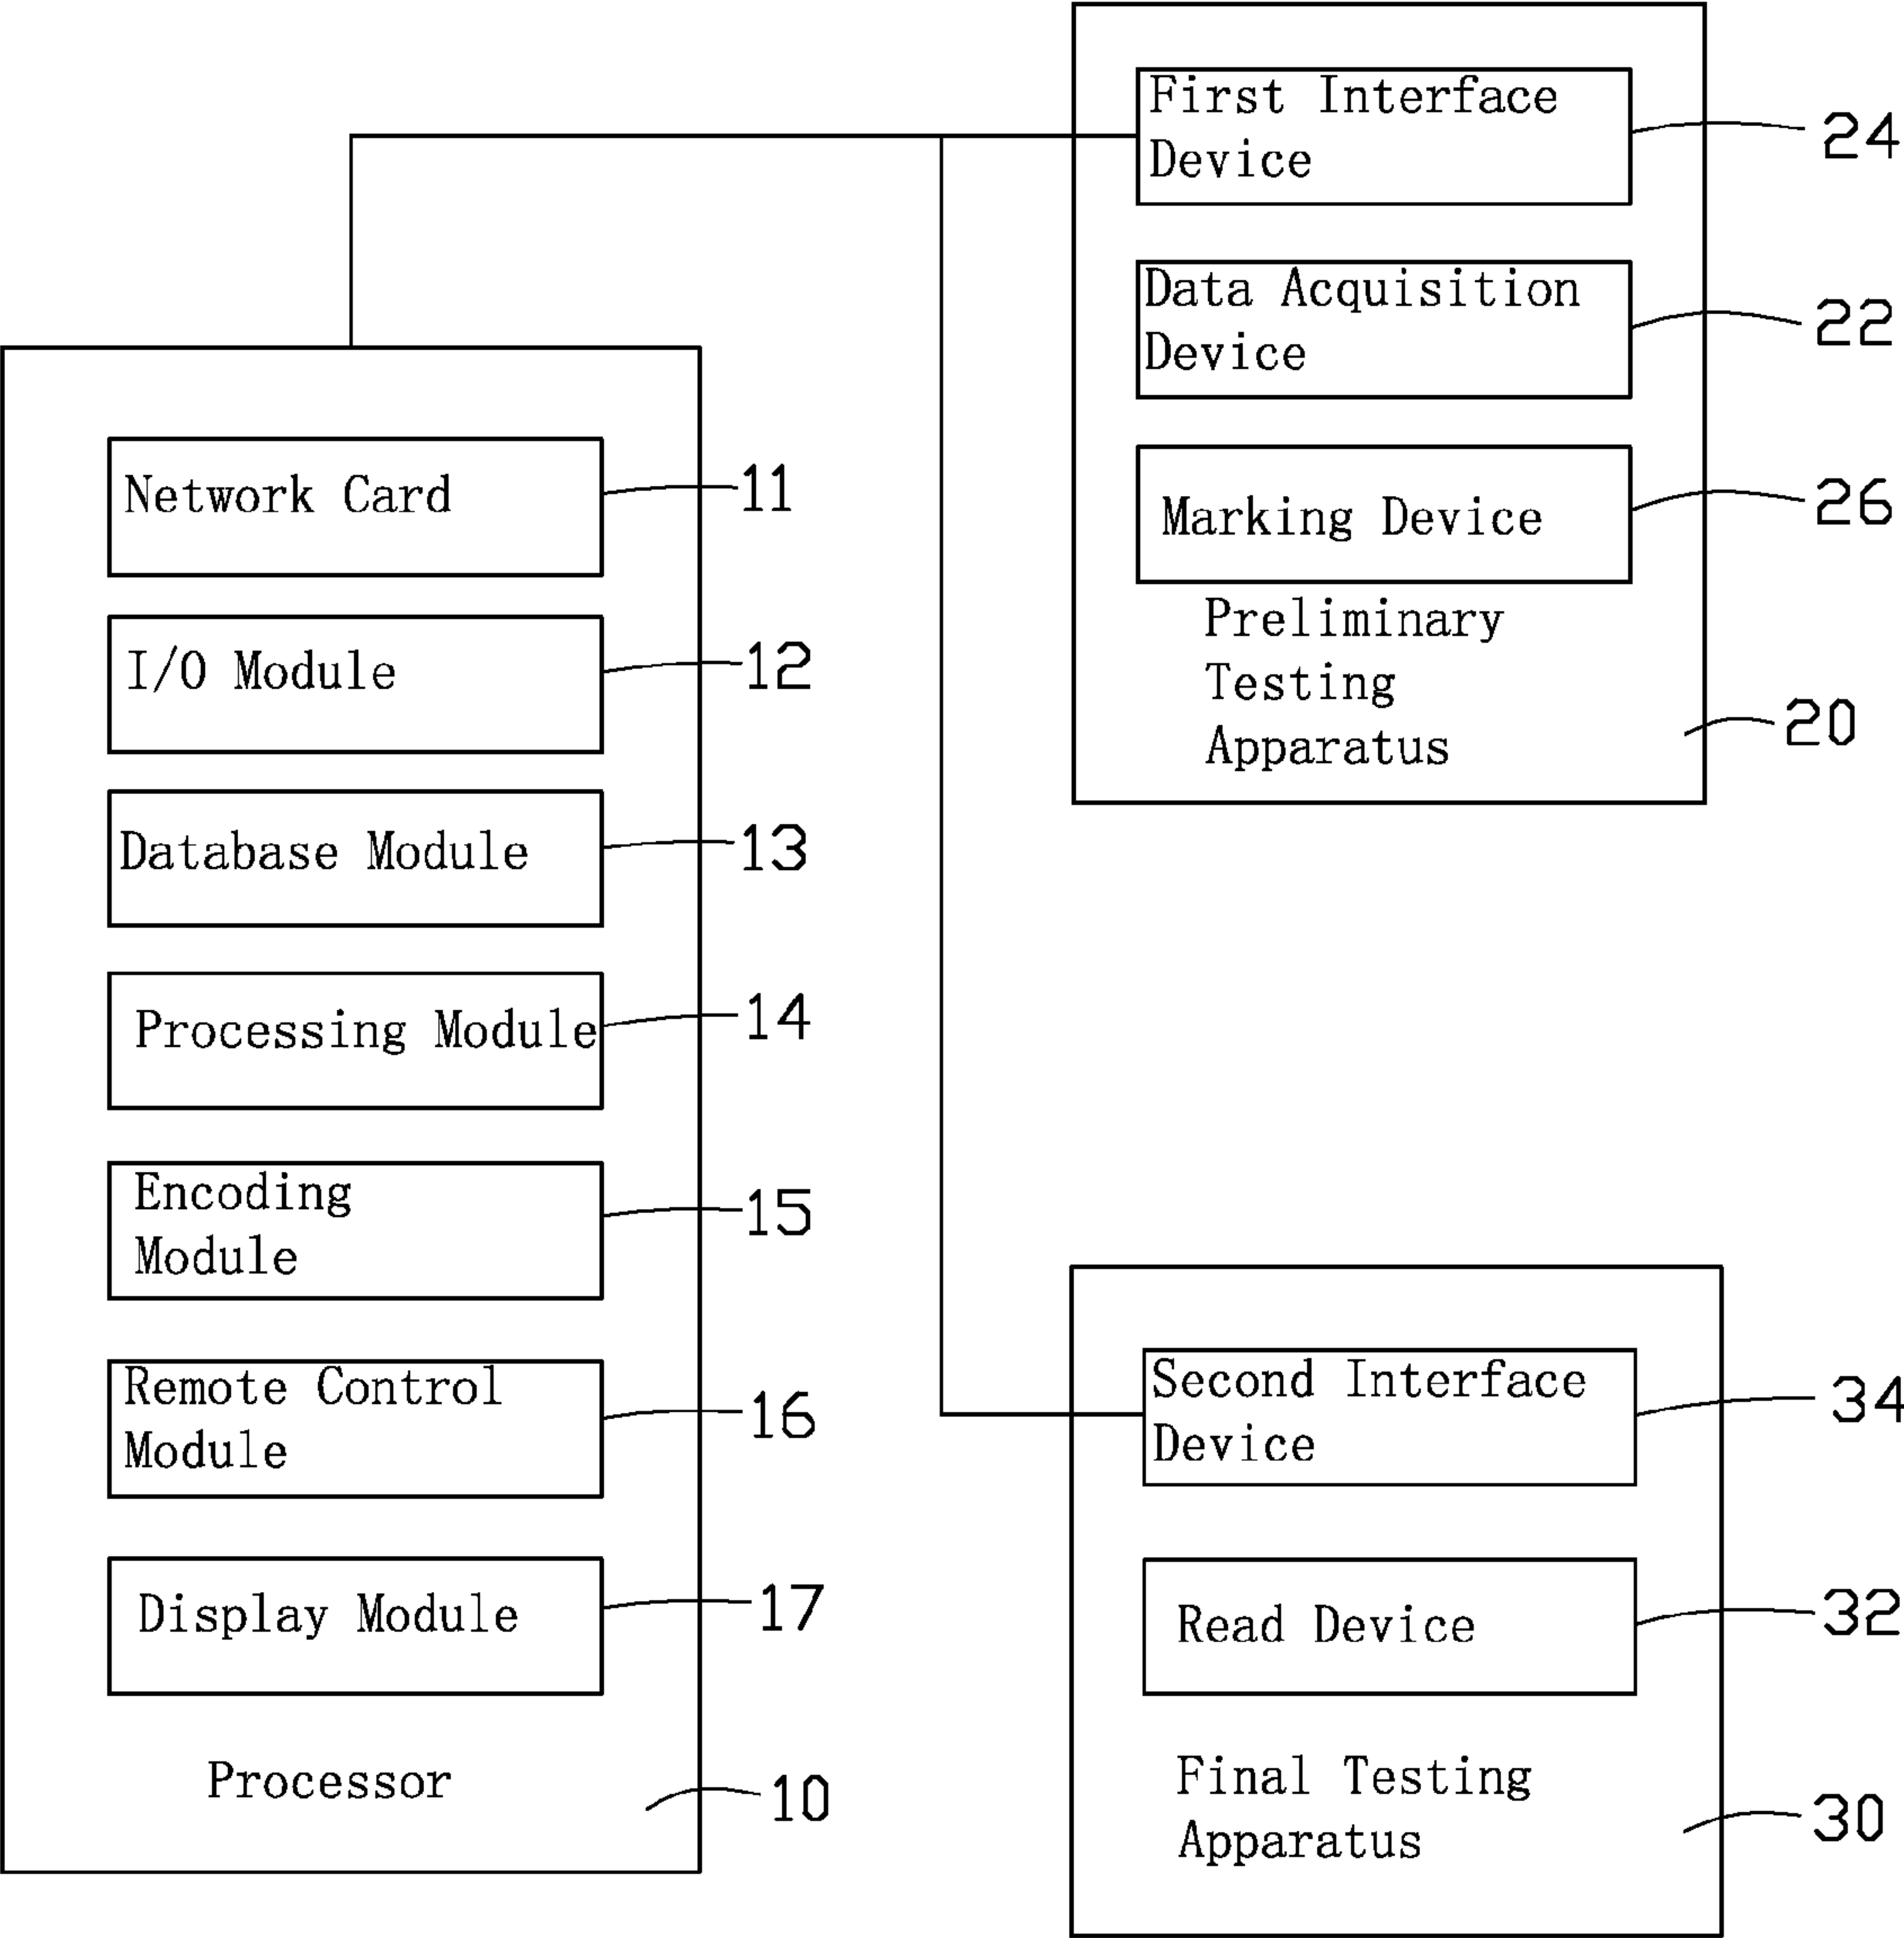 First Interface
Device
24
Data Acquisition
Device
22
Marking Device
26
Preliminary
Testing
Apparatus
20
Network Card
11
I/O Module
12
Database Module
13
Processing Module
14
Encoding
Module
15
Remote Control
Module
16
Display Module
17
Processor
10
Second Interface
Device
34
Read Device
32
Final Testing
Apparatus
30